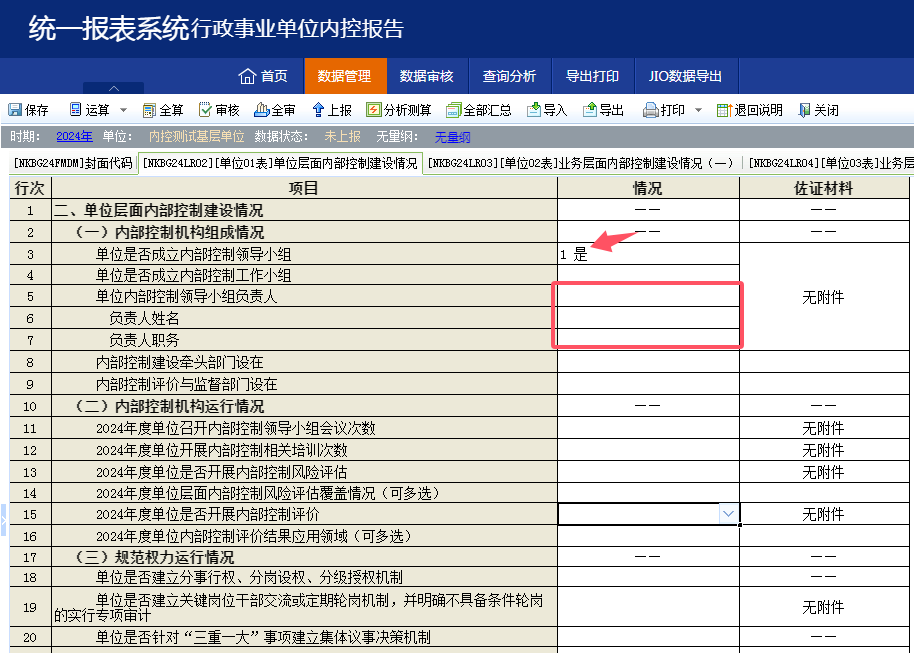 统一报表系统行政事业单位内控报告
首页 数据管理 数据审核 查询分析 导出打印 JIO数据导出
保存 运算 全算 审核 全审 上报 分析测算 全部汇总 导入 导出 打印 退回说明 关闭
时期： 2024年 单位： 内控测试基层单位 数据状态： 未上报 无量纲： 无量纲
[NKBG24FMDM]封面代码 [NKBG24LR02][单位01表]单位层面内部控制建设情况 [NKBG24LR03][单位02表]业务层面内部控制建设情况（一） [NKBG24LR04][单位03表]业务层
行次 项目 情况 佐证材料
1 二、单位层面内部控制建设情况 —— ——
2 （一）内部控制机构组成情况 —— ——
3 单位是否成立内部控制领导小组 1 是
4 单位是否成立内部控制工作小组
5 单位内部控制领导小组负责人 无附件
6 负责人姓名
7 负责人职务
8 内部控制建设牵头部门设在
9 内部控制评价与监督部门设在
10 （二）内部控制机构运行情况 —— ——
11 2024年度单位召开内部控制领导小组会议次数 无附件
12 2024年度单位开展内部控制相关培训次数 无附件
13 2024年度单位是否开展内部控制风险评估 无附件
14 2024年度单位层面内部控制风险评估覆盖情况（可多选）
15 2024年度单位是否开展内部控制评价 无附件
16 2024年度单位内部控制评价结果应用领域（可多选）
17 （三）规范权力运行情况 —— ——
18 单位是否建立分事行权、分岗设权、分级授权机制 ——
19 单位是否建立关键岗位干部交流或定期轮岗机制，并明确不具备条件轮岗
的实行专项审计 无附件
20 单位是否针对“三重一大”事项建立集体议事决策机制 ——